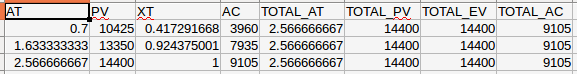 AT PV XT AC TOTAL_AT TOTAL_PV TOTAL_EV TOTAL_AC
0.7 10425 0.417291668 3960 2.566666667 14400 14400 9105
1.633333333 13350 0.924375001 7935 2.566666667 14400 14400 9105
2.566666667 14400 1 9105 2.566666667 14400 14400 9105